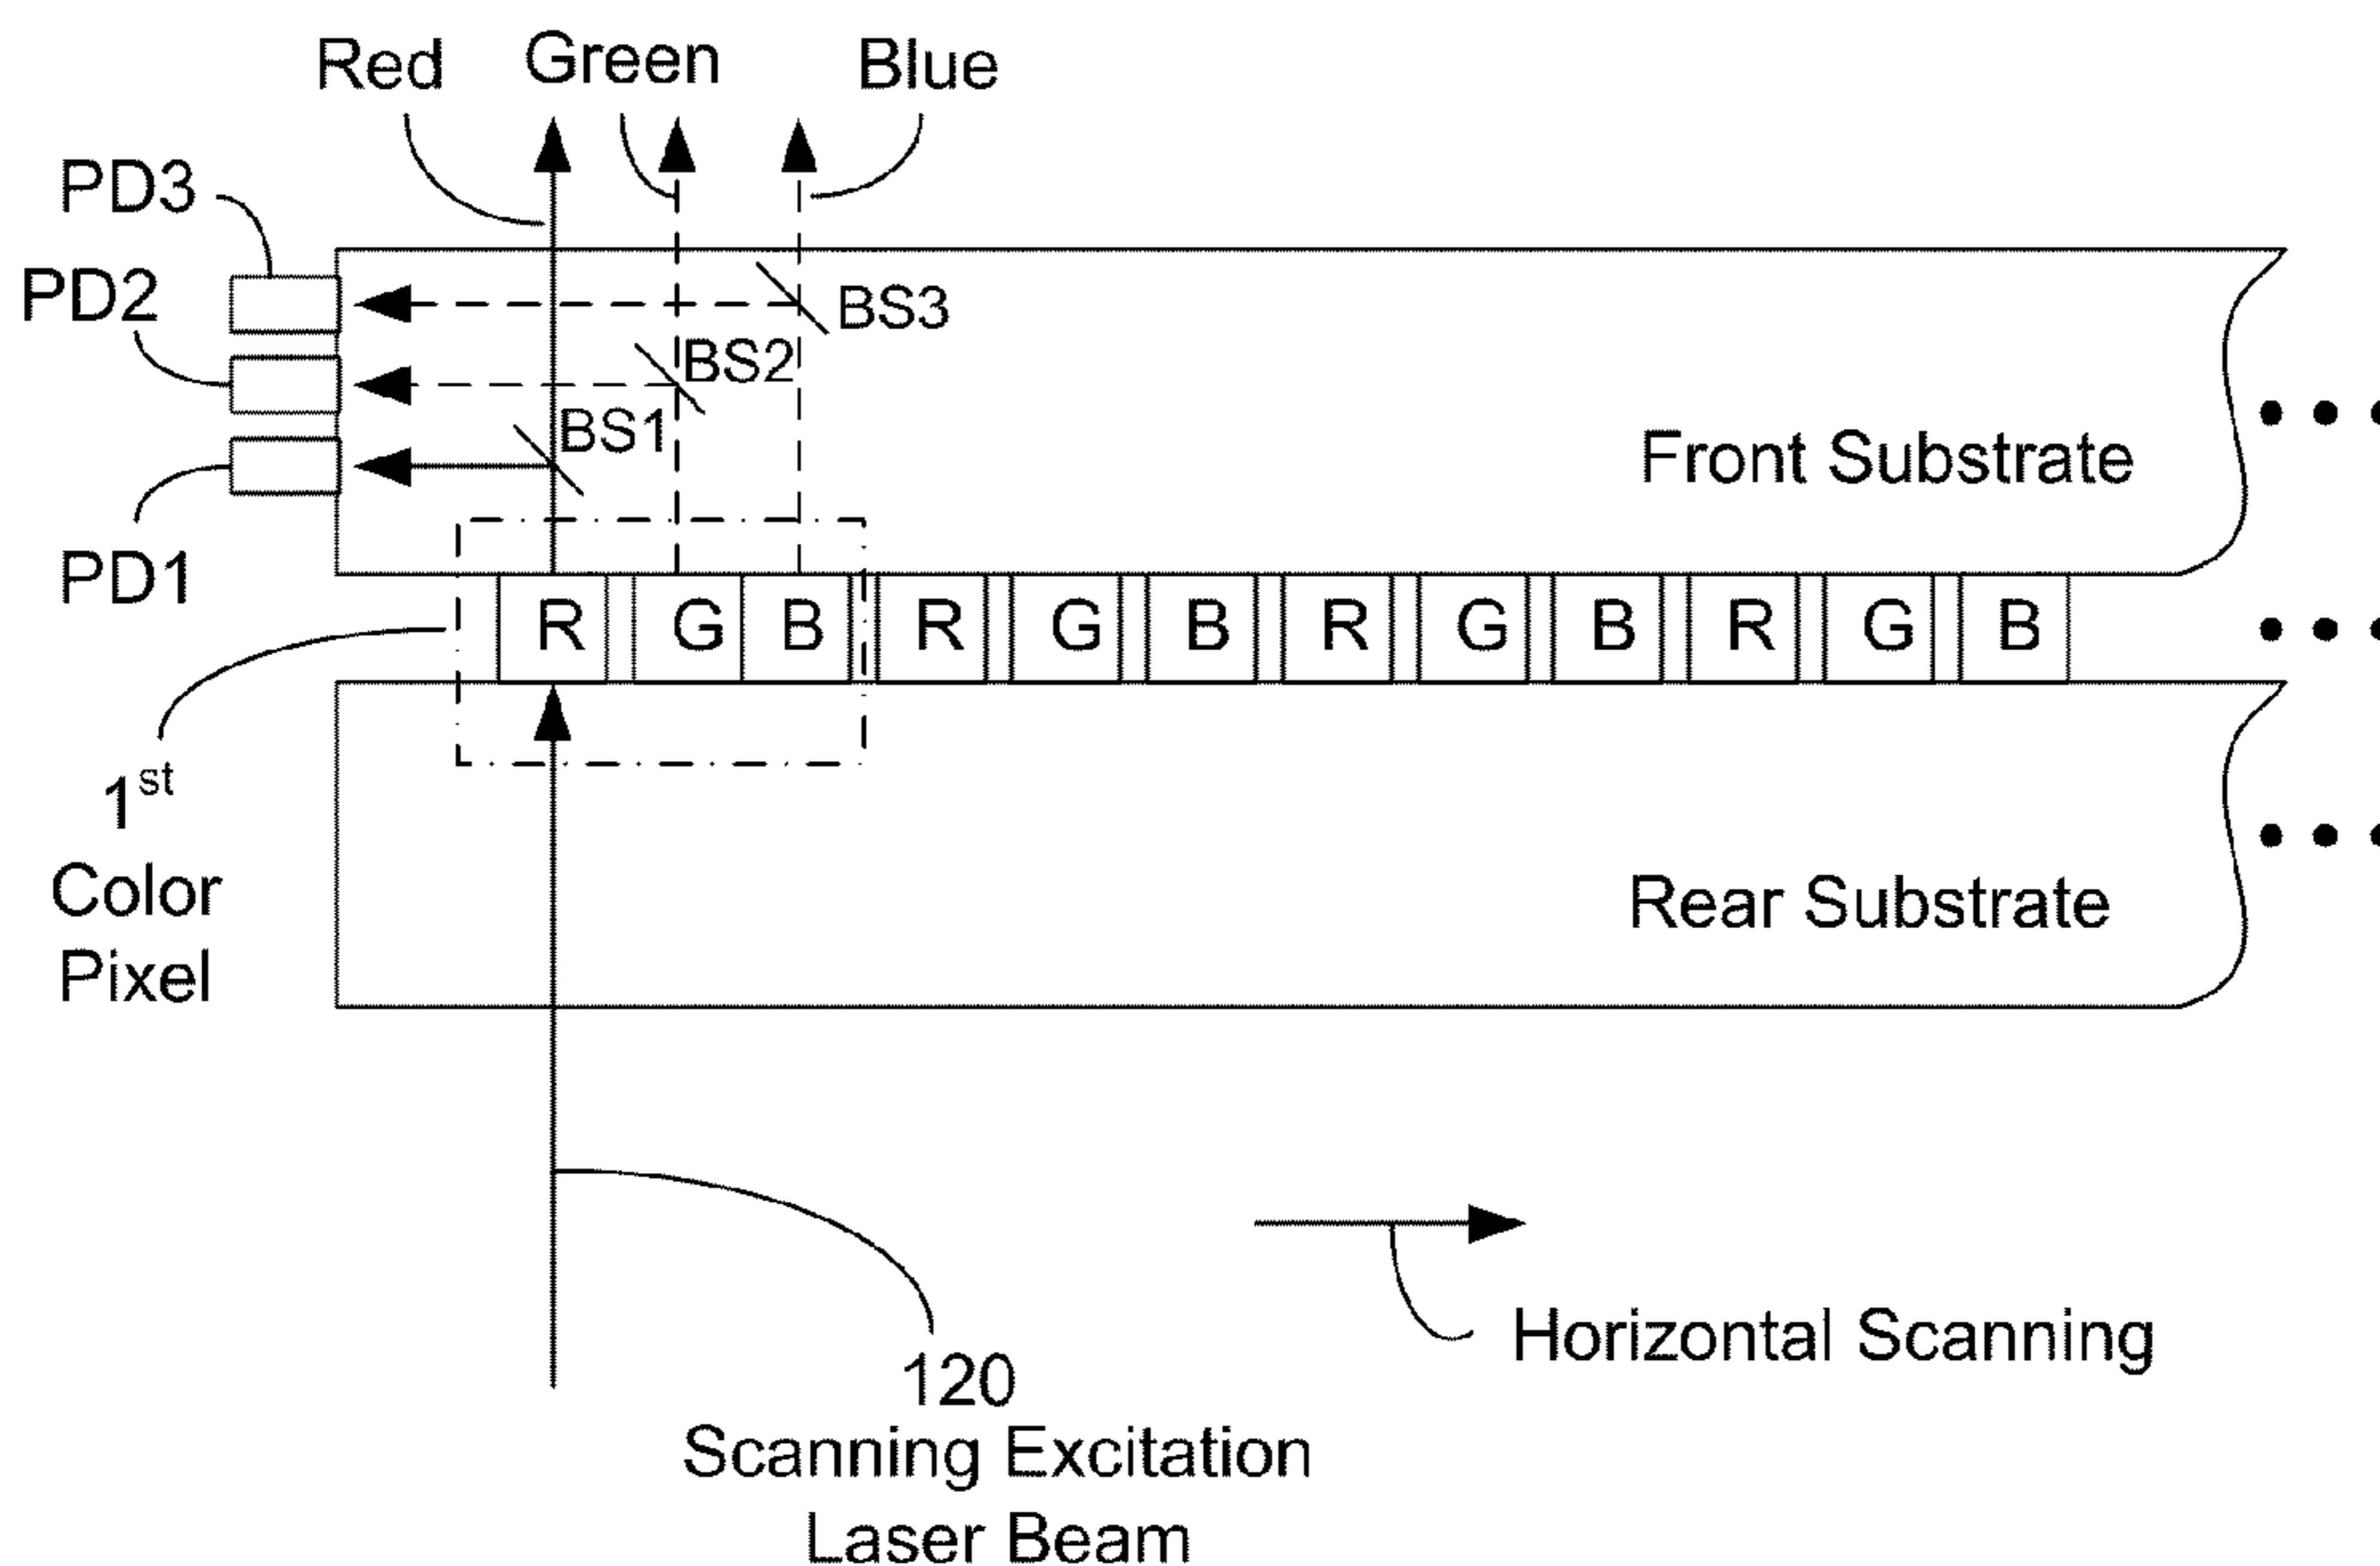 Red Green Blue
PD3
PD2
BS3
BS2
BS1
Front Substrate
PD1
R G B R G B R G B R G B
1st
Color
Pixel
Rear Substrate
120
Scanning Excitation
Laser Beam
Horizontal Scanning